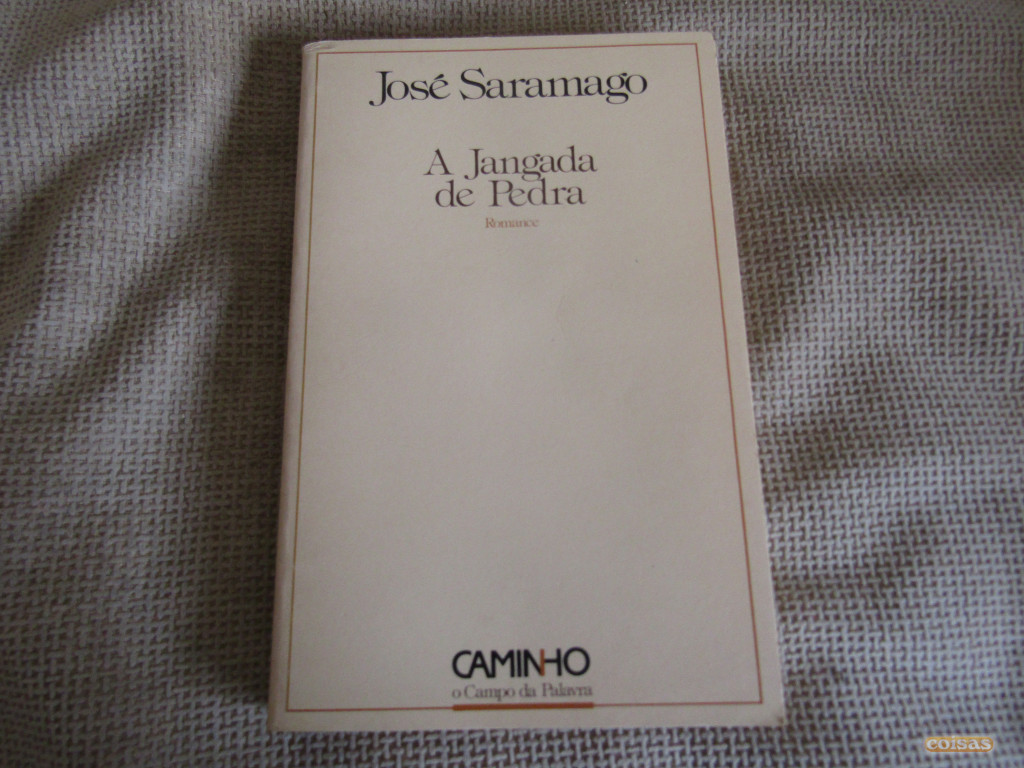 José Saramago
A Jangada
de Pedra
Romance
CAMINHO
o Campo da Palavra
coisas